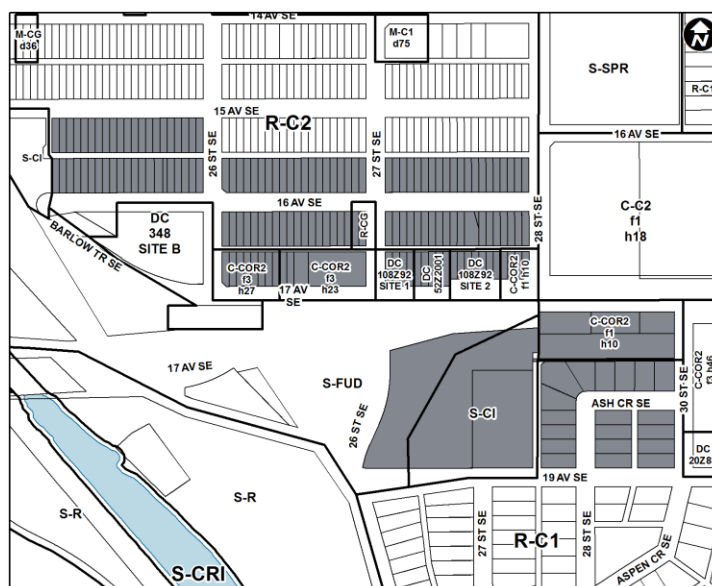 14 AV SE
M-CG
d36
M-C1
d75
N
S-SPR
R-C1
15 AV SE
R-C2
16 AV SE
26 ST SE
27 ST SE
28 ST SE
S-CI
16 AV SE
R-CG
DC
348
SITE B
C-C2
f1
h18
BARLOW TR SE
C-COR2
f3
h27
C-COR2
f3
h23
DC
108Z92
SITE 1
DC
52Z2001
DC
108Z92
SITE 2
C-COR2
f1 h10
17 AV
SE
C-COR2
f1
h10
C-COR2
f3 h46
30 ST SE
17 AV SE
S-FUD
26 ST SE
S-CI
ASH CR SE
DC
20Z8
19 AV SE
S-R
S-R
S-CRI
27 ST SE
R-C1
28 ST SE
ASPEN CR SE